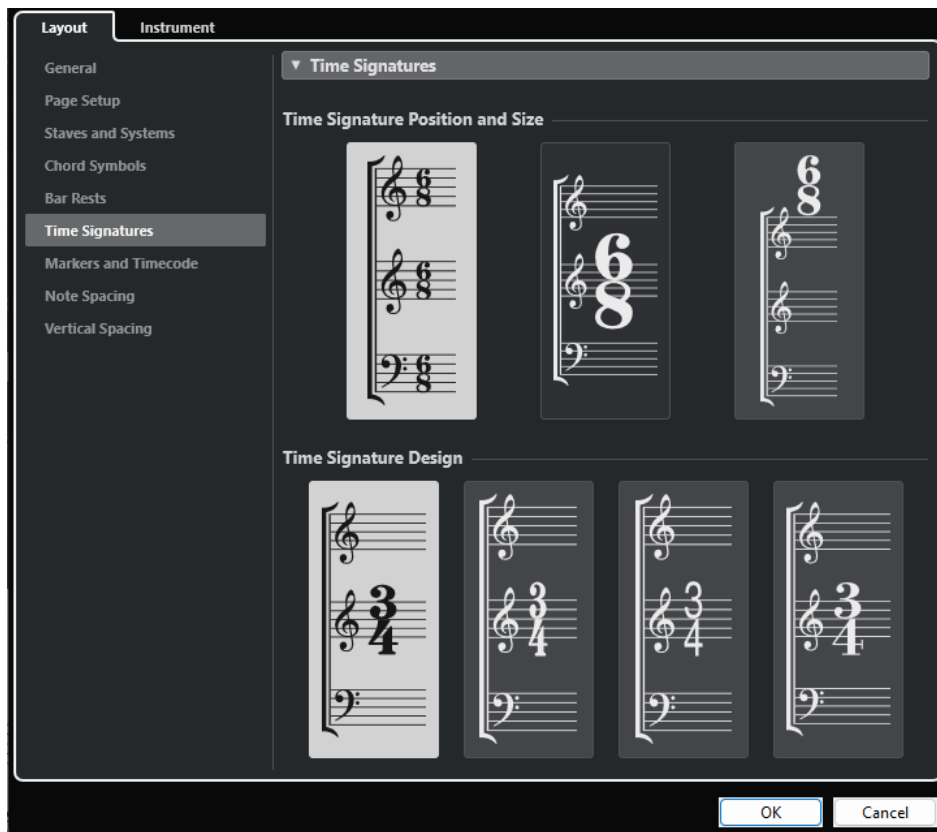 Layout Instrument
General
Page Setup
Staves and Systems
Chord Symbols
Bar Rests
Time Signatures
Markers and Timecode
Note Spacing
Vertical Spacing
Time Signatures
Time Signature Position and Size
6
8
6
8
6
8
6
8
6
8
Time Signature Design
3
4
3
4
3
4
3
4
OK Cancel